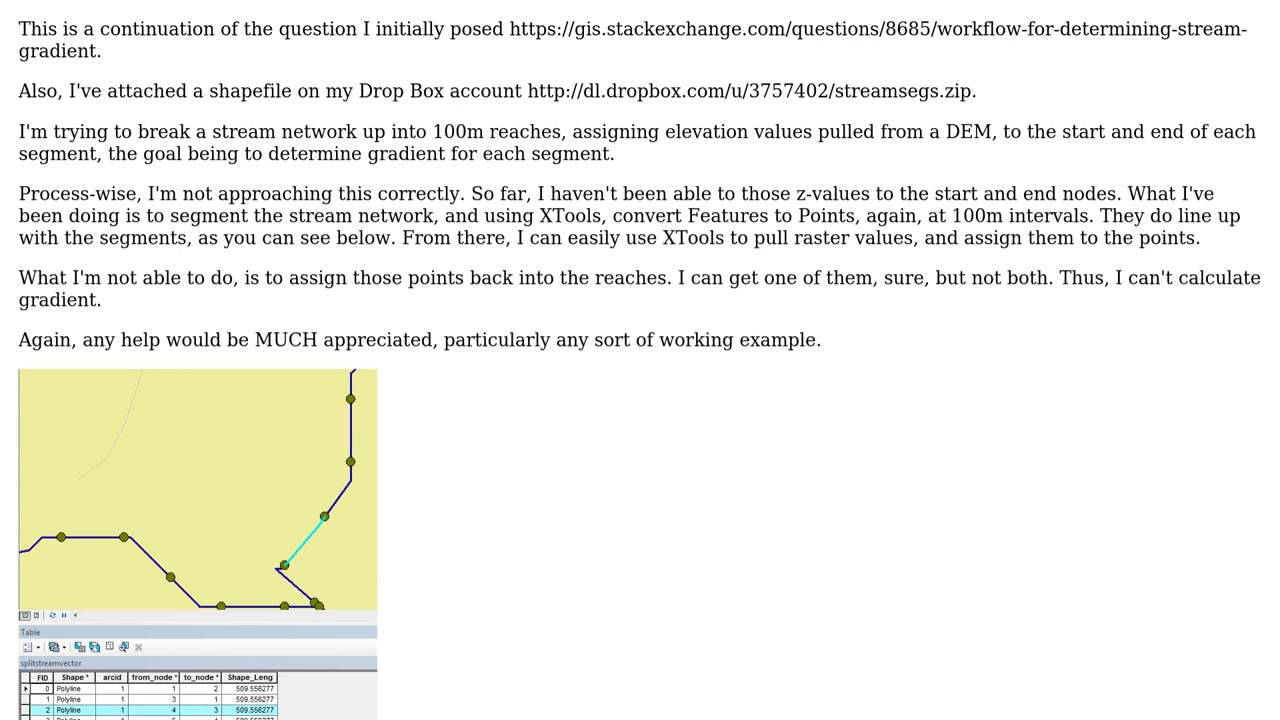 This is a continuation of the question I initially posed https://gis.stackexchange.com/questions/8685/workflow-for-determining-stream-
gradient.
Also, I've attached a shapefile on my Drop Box account http://dl.dropbox.com/u/3757402/streamsegs.zip.
I'm trying to break a stream network up into 100m reaches, assigning elevation values pulled from a DEM, to the start and end of each
segment, the goal being to determine gradient for each segment.
Process-wise, I'm not approaching this correctly. So far, I haven't been able to those z-values to the start and end nodes. What I've
been doing is to segment the stream network, and using XTools, convert Features to Points, again, at 100m intervals. They do line up
with the segments, as you can see below. From there, I can easily use XTools to pull raster values, and assign them to the points.
What I'm not able to do, is to assign those points back into the reaches. I can get one of them, sure, but not both. Thus, I can't calculate
gradient.
Again, any help would be MUCH appreciated, particularly any sort of working example.
Table
splitstreamvector
FID Shape * arcid from_node * to_node * Shape_Leng
0 Polyline 1 1 2 509.556277
1 Polyline 1 3 1 509.556277
2 Polyline 1 4 3 509.556277